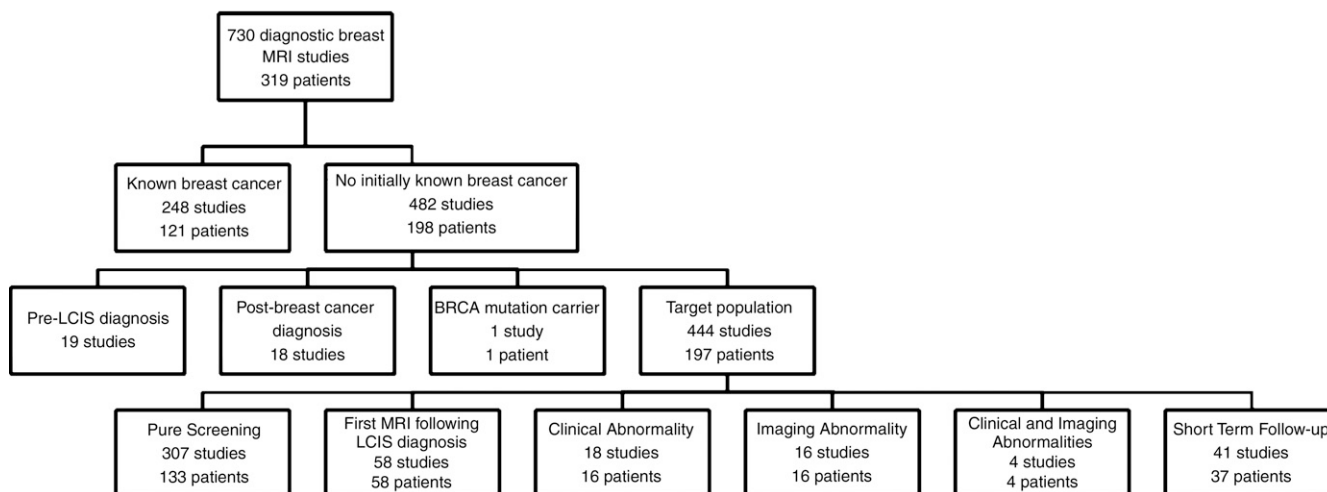 730 diagnostic breast
MRI studies
319 patients
Known breast cancer
248 studies
121 patients
No initially known breast cancer
482 studies
198 patients
Pre-LCIS diagnosis
19 studies
Post-breast cancer
diagnosis
18 studies
BRCA mutation carrier
1 study
1 patient
Target population
444 studies
197 patients
Pure Screening
307 studies
133 patients
First MRI following
LCIS diagnosis
58 studies
58 patients
Clinical Abnormality
18 studies
16 patients
Imaging Abnormality
16 studies
16 patients
Clinical and Imaging
Abnormalities
4 studies
4 patients
Short Term Follow-up
41 studies
37 patients